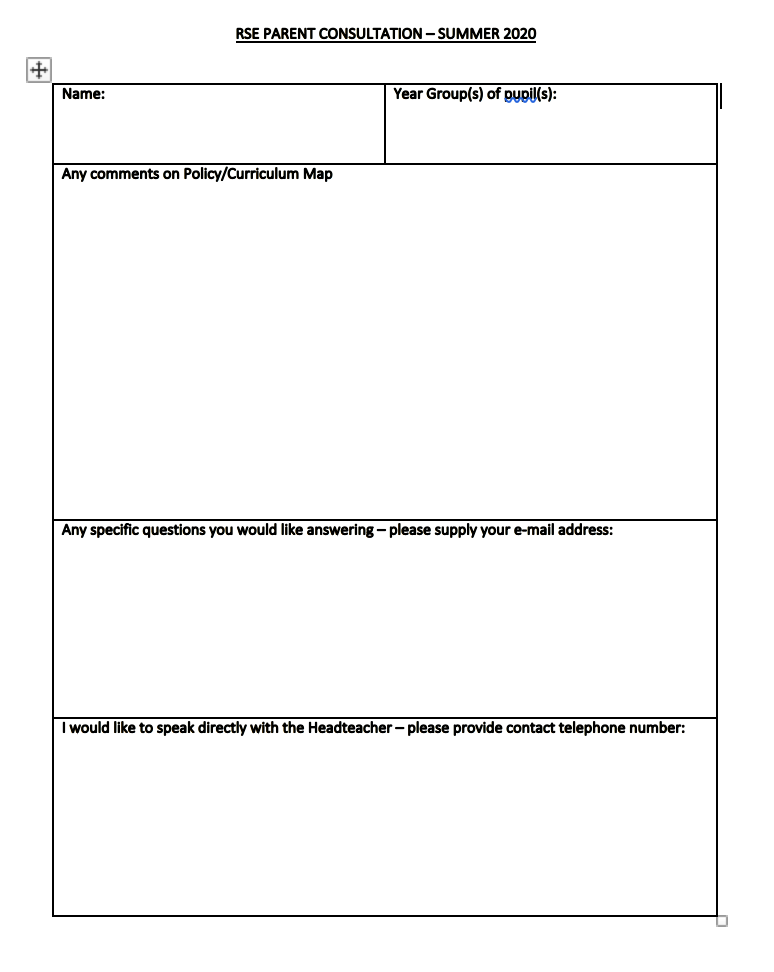 RSE PARENT CONSULTATION – SUMMER 2020
Name:
Year Group(s) of pupil(s):
Any comments on Policy/Curriculum Map
Any specific questions you would like answering – please supply your e-mail address:
I would like to speak directly with the Headteacher – please provide contact telephone number: